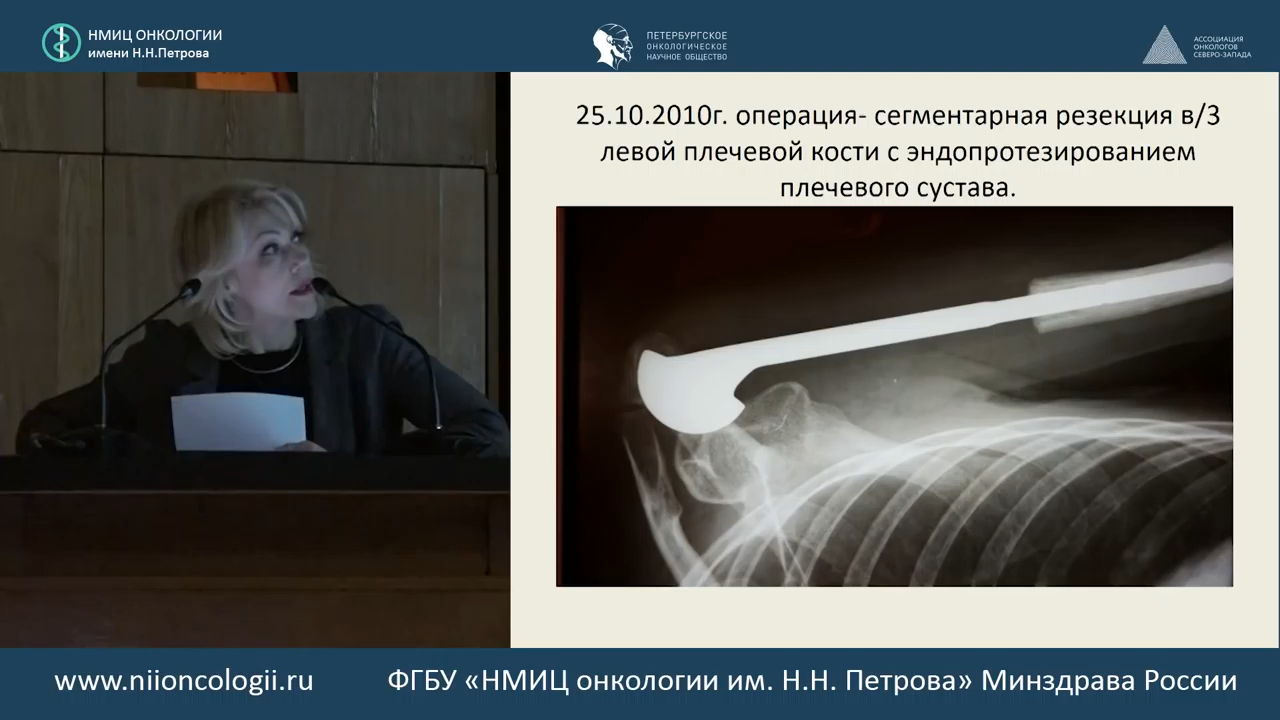 НМИЦ ОНКОЛОГИИ
имени Н.Н.Петрова
ПЕТЕРБУРГСКОЕ
ОНКОЛОГИЧЕСКОЕ
НАУЧНОЕ ОБЩЕСТВО
АССОЦИАЦИЯ
ОНКОЛОГОВ
СЕВЕРО-ЗАПАДА
25.10.2010г. операция- сегментарная резекция в/3
левой плечевой кости с эндопротезированием
плечевого сустава.
www.niioncologii.ru
ФГБУ «НМИЦ онкологии им. Н.Н. Петрова» Минздрава России